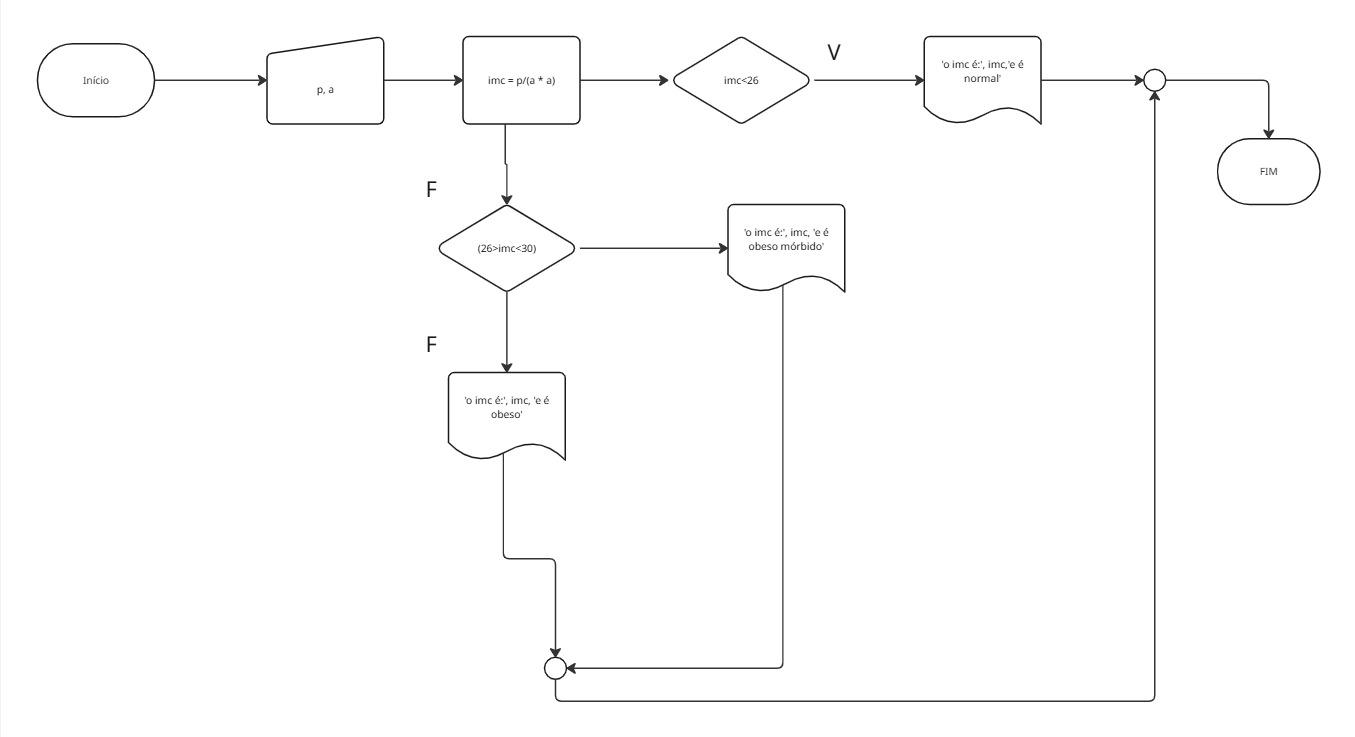 Início
p, a
imc = p/(a * a)
imc<26
V
'o imc é:', imc,'e é
normal'
FIM
F
(26>imc<30)
'o imc é:', imc, 'e é
obeso mórbido'
F
'o imc é:', imc, 'e é
obeso'